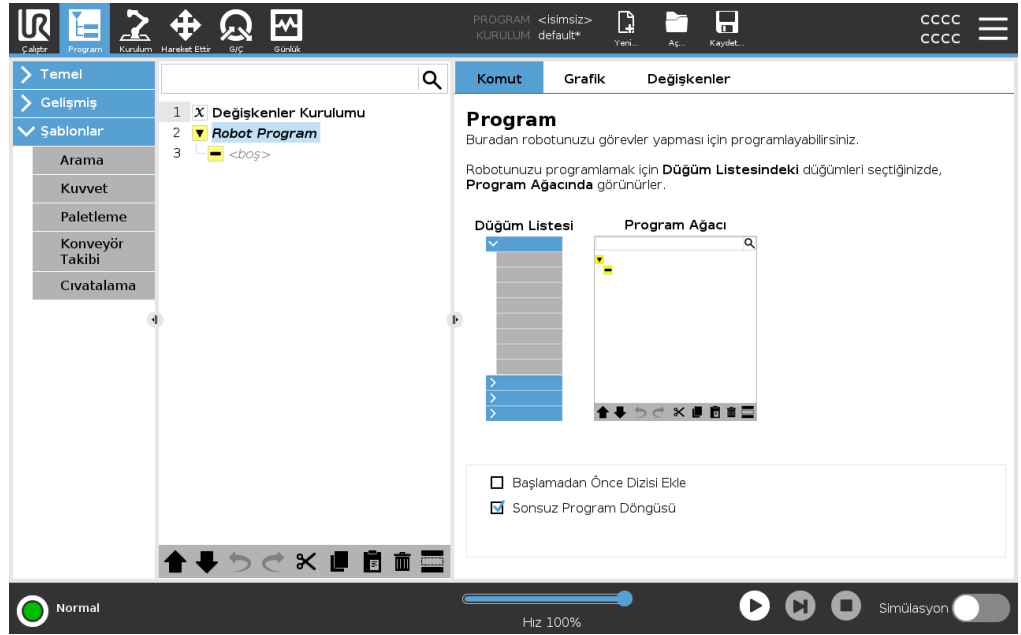 PROGRAM <isimsiz>
KURULUM default*
CCCC
CCCC
Çalıştır Program Kurulum Hareket Ettir G/Ç Günlük Yeni... Aç... Kaydet...
Temel
Gelişmiş
Şablonlar
Arama
Kuvvet
Paletleme
Konveyör
Takibi
Cıvatalama
1 X Değişkenler Kurulumu
2 Robot Program
3 <boş>
Komut Grafik Değişkenler
Program
Buradan robotunuzu görevler yapması için programlayabilirsiniz.
Robotunuzu programlamak için Düğüm Listesindeki düğümleri seçtiğinizde,
Program Ağacında görünürler.
Düğüm Listesi Program Ağacı
Başlamadan Önce Dizisi Ekle
Sonsuz Program Döngüsü
Normal
Hız 100%
Simülasyon